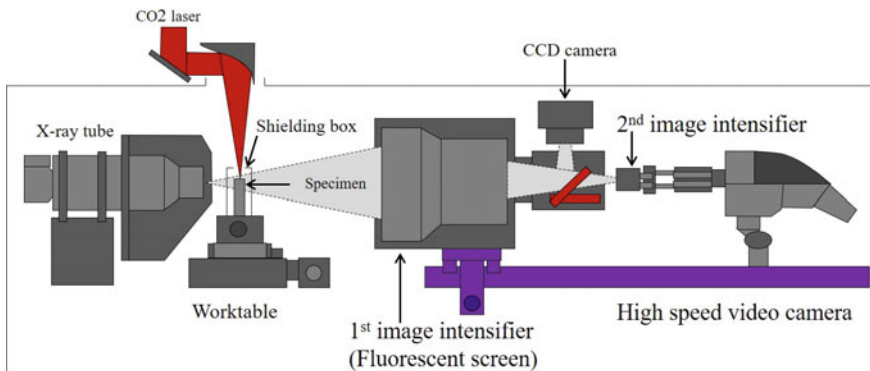 CO2 laser
CCD camera
X-ray tube
Shielding box
2nd image intensifier
Specimen
Worktable
1st image intensifier
(Fluorescent screen)
High speed video camera